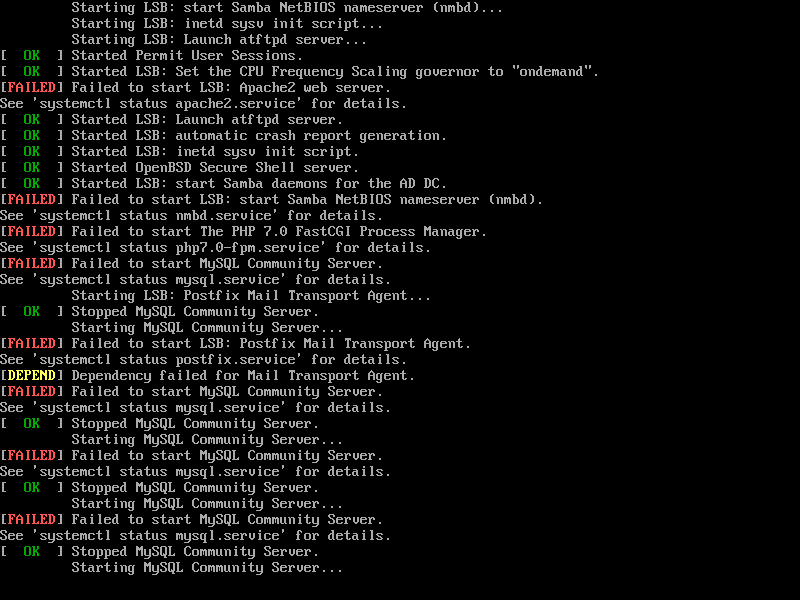 Starting LSB: start Samba NetBIOS nameserver (nmbd)...
Starting LSB: inetd sysv init script...
Starting LSB: Launch atftpd server...
[  OK  ] Started Permit User Sessions.
[  OK  ] Started LSB: Set the CPU Frequency Scaling governor to "ondemand".
[FAILED] Failed to start LSB: Apache2 web server.
See 'systemctl status apache2.service' for details.
[  OK  ] Started LSB: Launch atftpd server.
[  OK  ] Started LSB: automatic crash report generation.
[  OK  ] Started LSB: inetd sysv init script.
[  OK  ] Started OpenBSD Secure Shell server.
[  OK  ] Started LSB: start Samba daemons for the AD DC.
[FAILED] Failed to start LSB: start Samba NetBIOS nameserver (nmbd).
See 'systemctl status nmbd.service' for details.
[FAILED] Failed to start The PHP 7.0 FastCGI Process Manager.
See 'systemctl status php7.0-fpm.service' for details.
[FAILED] Failed to start MySQL Community Server.
See 'systemctl status mysql.service' for details.
Starting LSB: Postfix Mail Transport Agent...
[  OK  ] Stopped MySQL Community Server.
Starting MySQL Community Server...
[FAILED] Failed to start LSB: Postfix Mail Transport Agent.
See 'systemctl status postfix.service' for details.
[DEPEND] Dependency failed for Mail Transport Agent.
[FAILED] Failed to start MySQL Community Server.
See 'systemctl status mysql.service' for details.
[  OK  ] Stopped MySQL Community Server.
Starting MySQL Community Server...
[FAILED] Failed to start MySQL Community Server.
See 'systemctl status mysql.service' for details.
[  OK  ] Stopped MySQL Community Server.
Starting MySQL Community Server...
[FAILED] Failed to start MySQL Community Server.
See 'systemctl status mysql.service' for details.
[  OK  ] Stopped MySQL Community Server.
Starting MySQL Community Server...